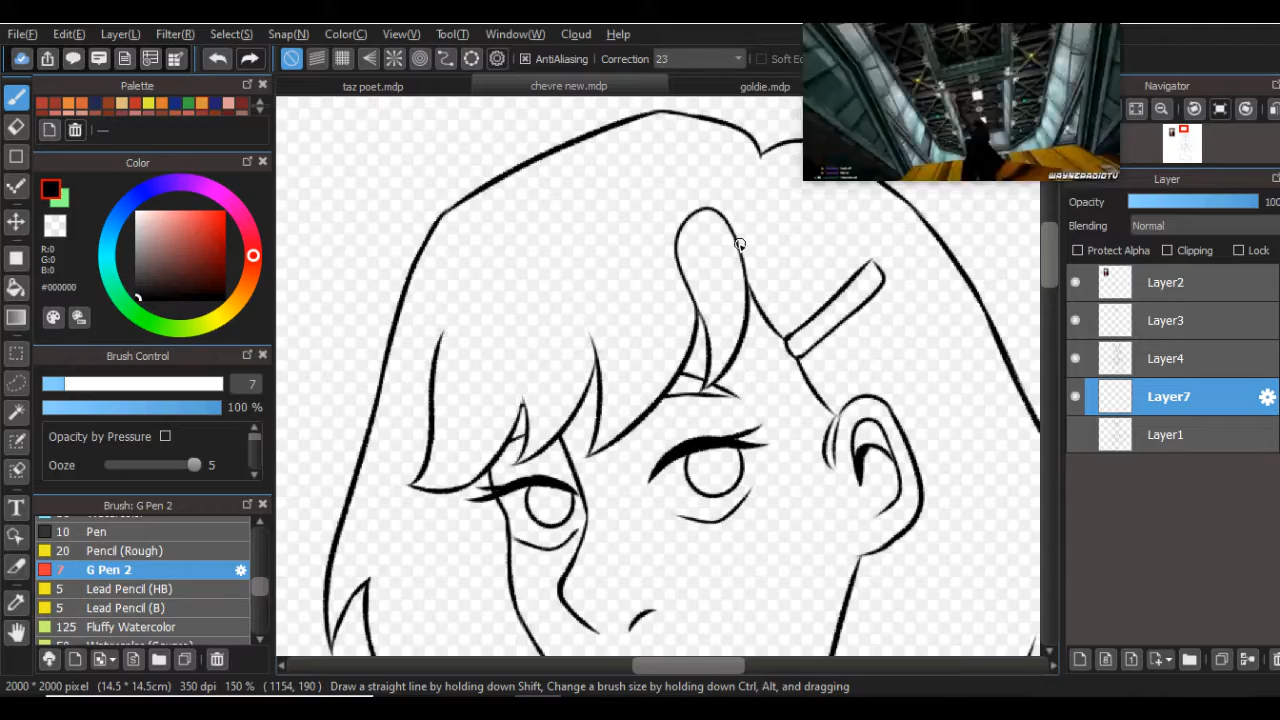 File(F) Edit(E) Layer(L) Filter(R) Select(S) Snap(N) Color(C) View(V) Tool(T) Window(W) Cloud Help
AntiAliasing Correction 23 Soft Ed
Palette
taz poet.mdp chevre new.mdp goldie.mdp
Navigator
Color
R:0
G:0
B:0
#000000
WAYNERADIOTV
Layer
Opacity 100
Blending Normal
Protect Alpha Clipping Lock
Layer2
Layer3
Layer4
Layer7
Layer1
Brush Control
7
100 %
Opacity by Pressure
Ooze 5
Brush: G Pen 2
10 Pen
20 Pencil (Rough)
7 G Pen 2
5 Lead Pencil (HB)
5 Lead Pencil (B)
125 Fluffy Watercolor
2000 * 2000 pixel (14.5 * 14.5cm) 350 dpi 150 % ( 1154, 190 ) Draw a straight line by holding down Shift, Change a brush size by holding down Ctrl, Alt, and dragging